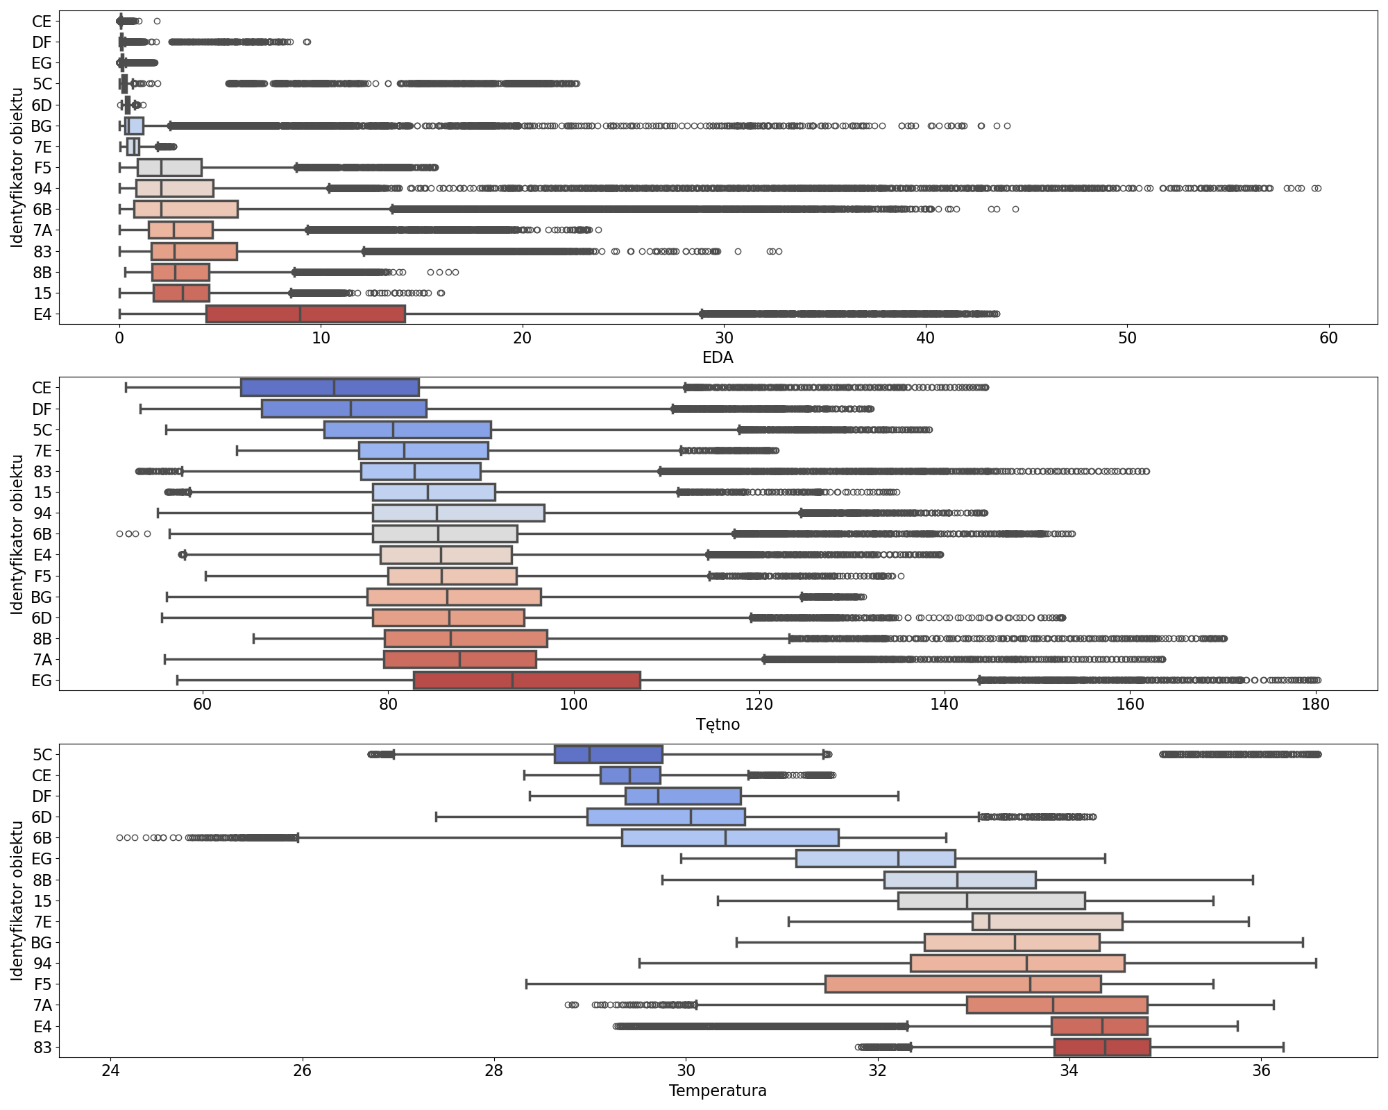 CE
DF
EG
5C
6D
BG
7E
F5
94
6B
7A
83
8B
15
E4
Identyfikator obiektu
0 10 20 30 40 50 60
EDA
CE
DF
5C
7E
83
15
94
6B
E4
F5
BG
6D
8B
7A
EG
Identyfikator obiektu
60 80 100 120 140 160 180
Tętno
5C
CE
DF
6D
6B
EG
8B
15
7E
BG
94
F5
7A
E4
83
Identyfikator obiektu
24 26 28 30 32 34 36
Temperatura